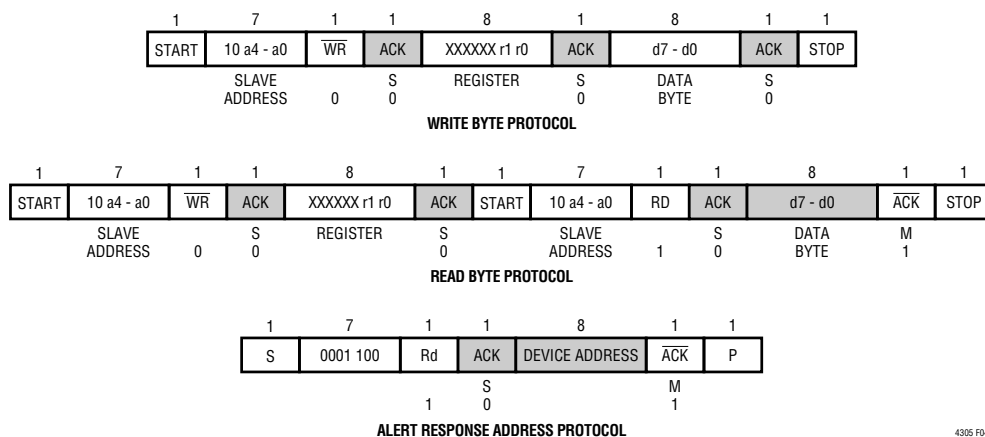 1 7 1 1 8 1 8 1 1
START 10 a4 - a0 WR ACK XXXXXX r1 r0 ACK d7 - d0 ACK STOP
SLAVE S REGISTER S DATA S
ADDRESS 0 0 0 BYTE 0
WRITE BYTE PROTOCOL
1 7 1 1 8 1 1 7 1 1 8 1 1
START 10 a4 - a0 WR ACK XXXXXX r1 r0 ACK START 10 a4 - a0 RD ACK d7 - d0 ACK STOP
SLAVE S REGISTER S SLAVE S DATA M
ADDRESS 0 0 0 ADDRESS 1 0 BYTE 1
READ BYTE PROTOCOL
1 7 1 1 8 1 1
S 0001 100 Rd ACK DEVICE ADDRESS ACK P
S M
1 0 1
ALERT RESPONSE ADDRESS PROTOCOL